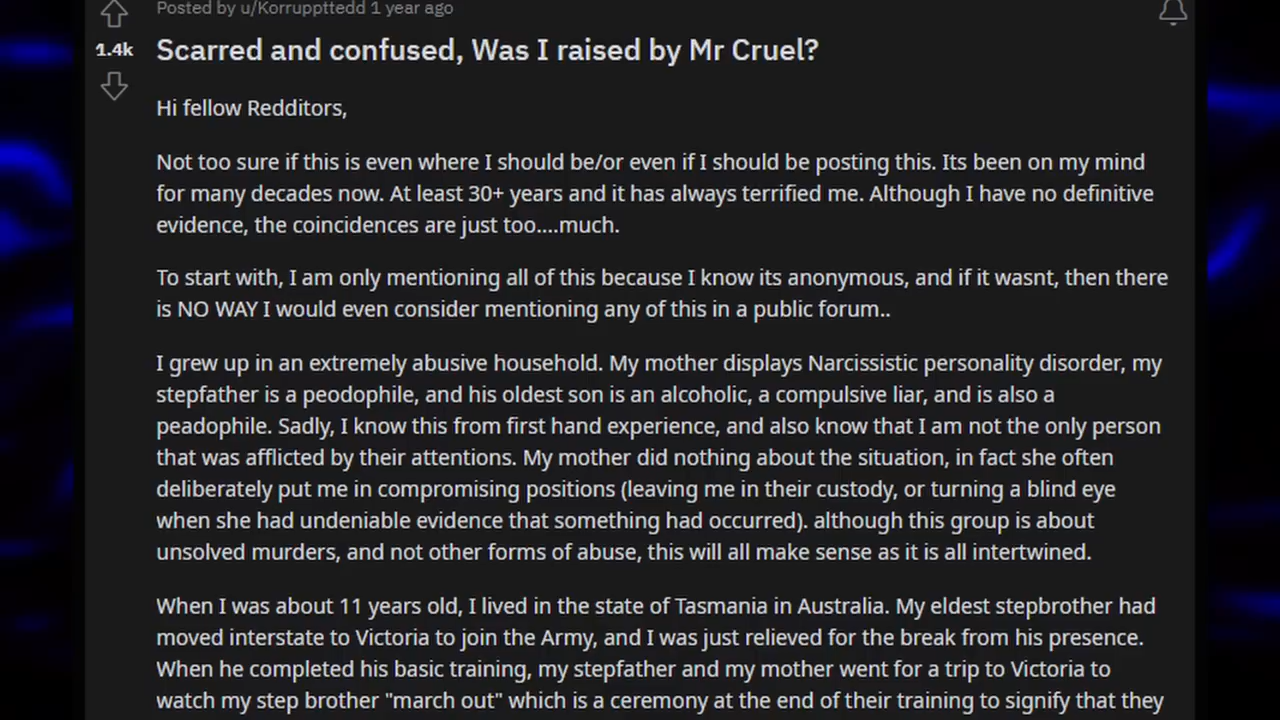 Posted by u/Korruppttedd 1 year ago
1.4k
Scarred and confused, Was I raised by Mr Cruel?
Hi fellow Redditors,
Not too sure if this is even where I should be/or even if I should be posting this. Its been on my mind
for many decades now. At least 30+ years and it has always terrified me. Although I have no definitive
evidence, the coincidences are just too....much.
To start with, I am only mentioning all of this because I know its anonymous, and if it wasnt, then there
is NO WAY I would even consider mentioning any of this in a public forum..
I grew up in an extremely abusive household. My mother displays Narcissistic personality disorder, my
stepfather is a peodophile, and his oldest son is an alcoholic, a compulsive liar, and is also a
peadophile. Sadly, I know this from first hand experience, and also know that I am not the only person
that was afflicted by their attentions. My mother did nothing about the situation, in fact she often
deliberately put me in compromising positions (leaving me in their custody, or turning a blind eye
when she had undeniable evidence that something had occurred). although this group is about
unsolved murders, and not other forms of abuse, this will all make sense as it is all intertwined.
When I was about 11 years old, I lived in the state of Tasmania in Australia. My eldest stepbrother had
moved interstate to Victoria to join the Army, and I was just relieved for the break from his presence.
When he completed his basic training, my stepfather and my mother went for a trip to Victoria to
watch my step brother "march out" which is a ceremony at the end of their training to signify that they